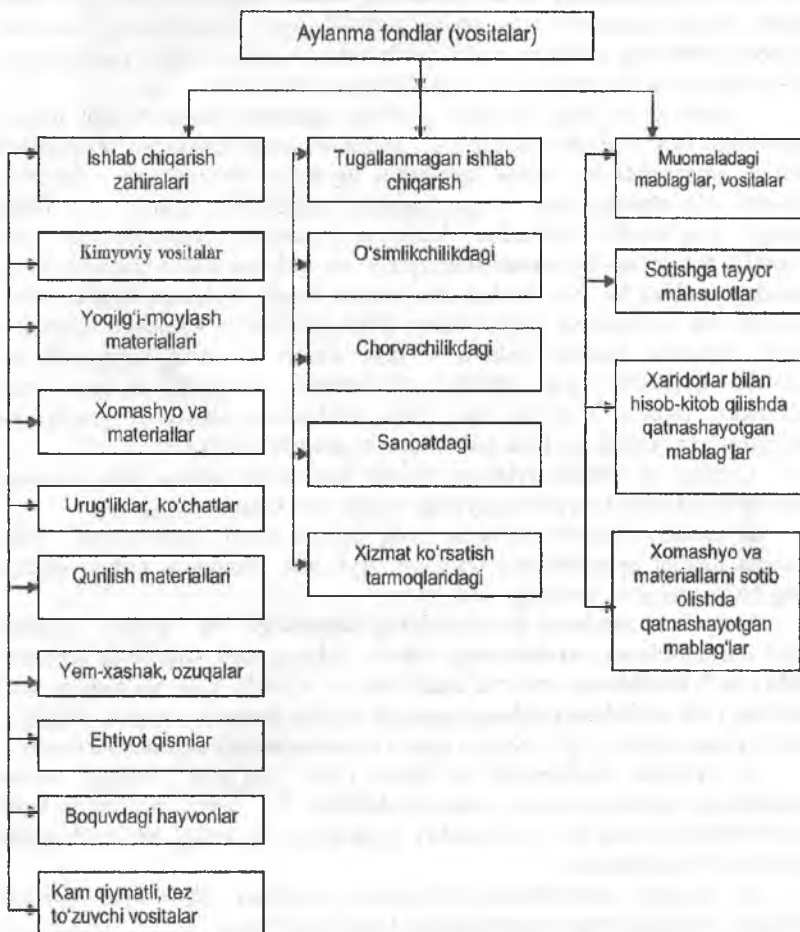 Aylanma fondlar (vositalar)
Ishlab chiqarish
zahiralari
Kimyoviy vositalar
Yoqilg‘i-moylash
materiallari
Xomashyo va
materiallar
Urug‘liklar, ko‘chatlar
Qurilish materiallari
Yem-xashak, ozuqalar
Ehtiyot qismlar
Boquvdagi hayvonlar
Kam qiymatli, tez
to‘zuvchi vositalar
Tugallanmagan ishlab
chiqarish
O‘simlikchilikdagi
Chorvachilikdagi
Sanoatdagi
Xizmat ko‘rsatish
tarmoqlaridagi
Muomaladagi
mablag‘lar, vositalar
Sotishga tayyor
mahsulotlar
Xaridorlar bilan
hisob-kitob qilishda
qatnashayotgan
mablag‘lar
Xomashyo va
materiallarni sotib
olishda
qatnashayotgan
mablag‘lar